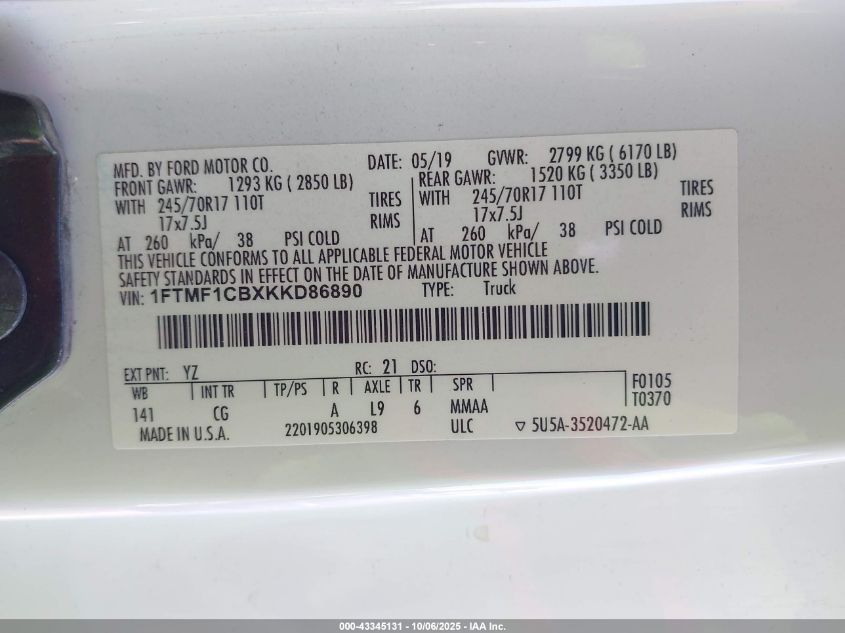 MFD. BY FORD MOTOR CO. DATE: 05/19 GVWR: 2799 KG ( 6170 LB)
FRONT GAWR: 1293 KG ( 2850 LB) REAR GAWR: 1520 KG ( 3350 LB)
WITH 245/70R17 110T TIRES WITH 245/70R17 110T TIRES
17x7.5J RIMS 17x7.5J RIMS
AT 260 kPa/ 38 PSI COLD AT 260 kPa/ 38 PSI COLD
THIS VEHICLE CONFORMS TO ALL APPLICABLE FEDERAL MOTOR VEHICLE
SAFETY STANDARDS IN EFFECT ON THE DATE OF MANUFACTURE SHOWN ABOVE.
VIN: 1FTMF1CBXKKD86890 TYPE: Truck
EXT PNT: YZ RC: 21 DSO:
WB INT TR TP/PS R AXLE TR SPR F0105
141 CG A L9 6 MMAA T0370
MADE IN U.S.A. 2201905306398 ULC ▽ 5U5A-3520472-AA
000-43345131 - 10/06/2025 - IAA Inc.